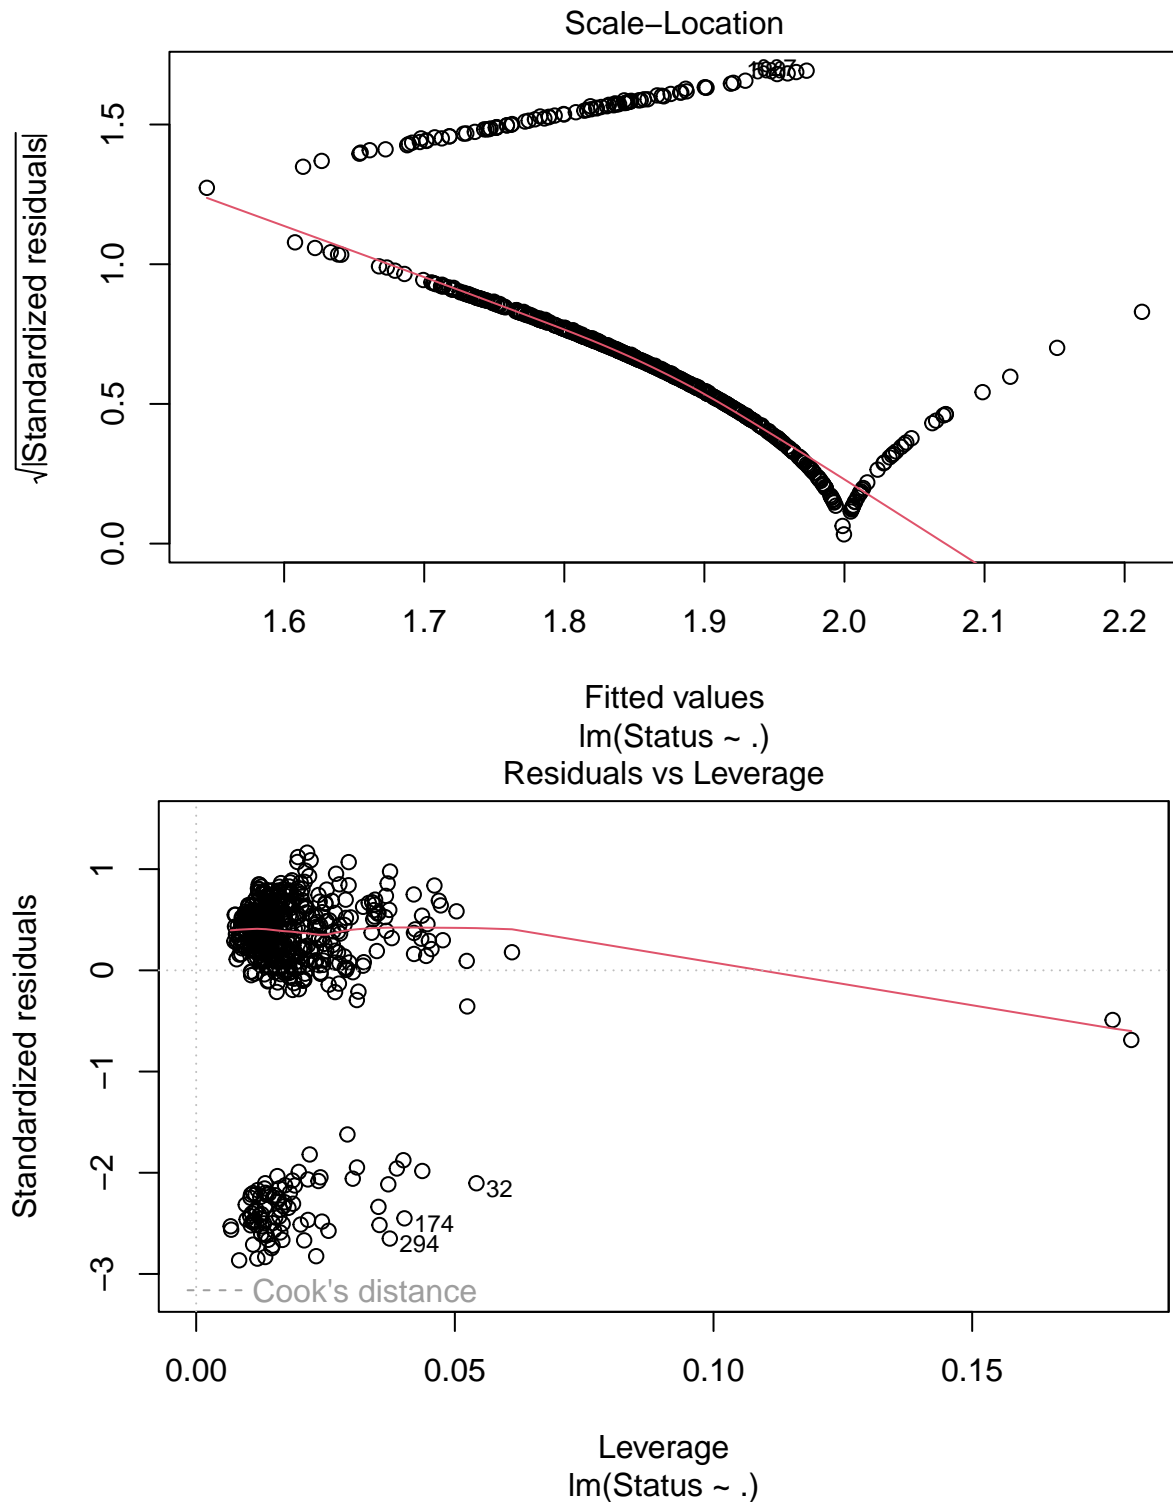 Scale−Location
√|Standardized residuals|
1.5
1.0
0.5
0.0
1.6 1.7 1.8 1.9 2.0 2.1 2.2
Fitted values
lm(Status ~ .)
Residuals vs Leverage
Standardized residuals
1
0
−1
−2
−3
32
174
294
Cook's distance
0.00 0.05 0.10 0.15
Leverage
lm(Status ~ .)